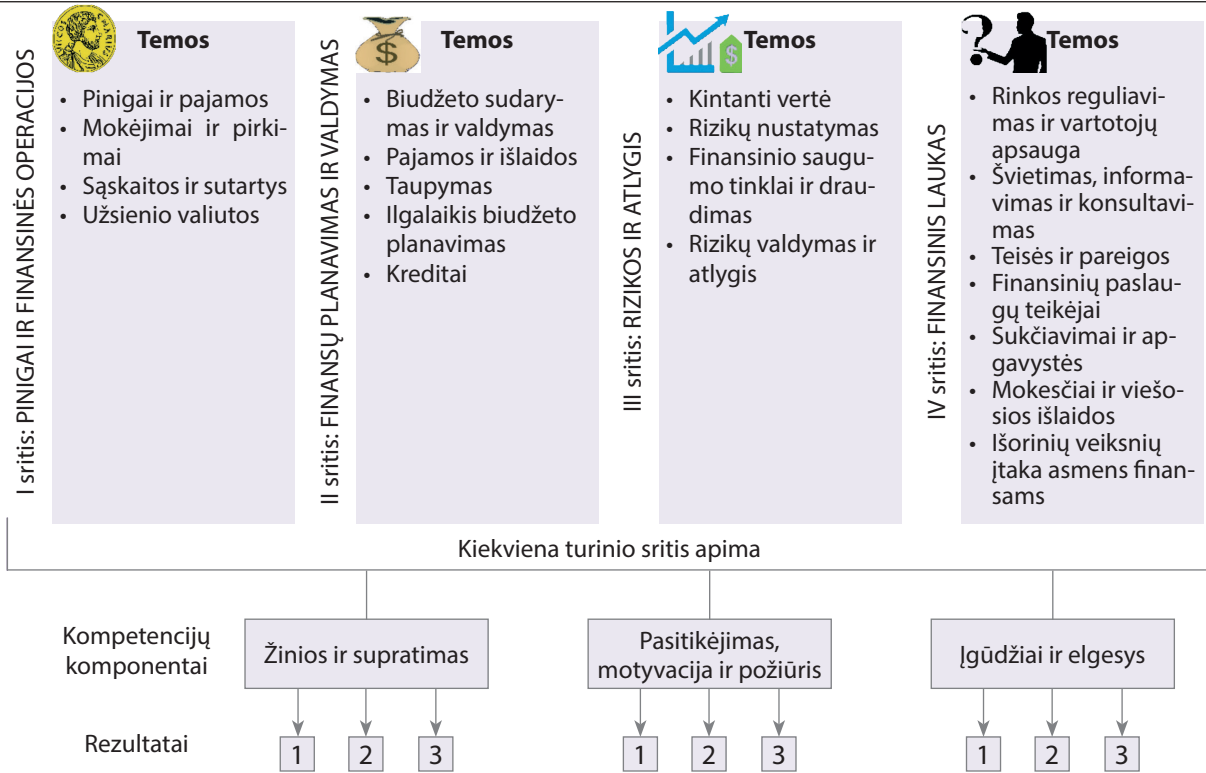 I sritis: PINIGAI IR FINANSINĖS OPERACIJOS
Temos
• Pinigai ir pajamos
• Mokėjimai ir pirki-
mai
• Sąskaitos ir sutartys
• Užsienio valiutos
II sritis: FINANSŲ PLANAVIMAS IR VALDYMAS
$
Temos
• Biudžeto sudary-
mas ir valdymas
• Pajamos ir išlaidos
• Taupymas
• Ilgalaikis biudžeto
planavimas
• Kreditai
III sritis: RIZIKOS IR ATLYGIS
$
Temos
• Kintanti vertė
• Rizikų nustatymas
• Finansinio saugu-
mo tinklai ir drau-
dimas
• Rizikų valdymas ir
atlygis
IV sritis: FINANSINIS LAUKAS
?
Temos
• Rinkos reguliavi-
mas ir vartotojų
apsauga
• Švietimas, informa-
vimas ir konsultavi-
mas
• Teisės ir pareigos
• Finansinių paslau-
gų teikėjai
• Sukčiavimai ir ap-
gavystės
• Mokesčiai ir viešo-
sios išlaidos
• Išorinių veiksnių
įtaka asmens finan-
sams
Kiekviena turinio sritis apima
Kompetencijų
komponentai
Žinios ir supratimas
Pasitikėjimas,
motyvacija ir požiūris
Įgūdžiai ir elgesys
Rezultatai
1 2 3
1 2 3
1 2 3